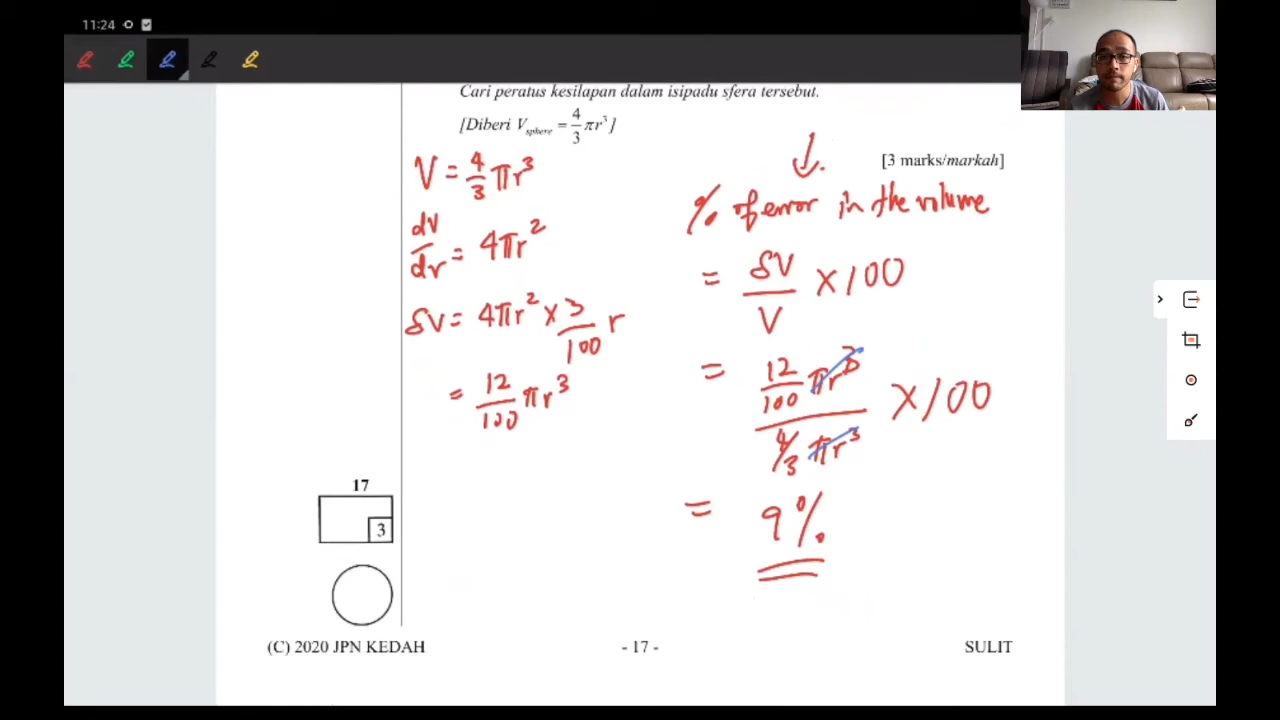 11:24
Cari peratus kesilapan dalam isipadu sfera tersebut.
[Diberi V_sphere = 4/3 πr³]
[3 marks/markah]
V = 4/3 πr³
dv/dr = 4πr²
δV = 4πr² × 3/100 r
= 12/100 πr³
% of error in the volume
= δV/V × 100
= (12/100 πr³)/(4/3 πr³) × 100
= 9%
17
3
(C) 2020 JPN KEDAH
- 17 -
SULIT